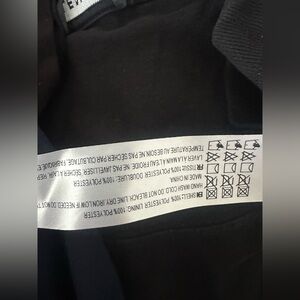 SHELL: 100% POLYESTER LINING: 100% POLYESTER
HAND WASH COLD/DO NOT BLEACH/LINE DRY/ IRON/LOW IF NEEDED/DO NOT
MADE IN CHINA
TISSU: 100% POLYESTER DOUBLURE: 100% POLYESTER
LAVER A LA MAIN A L'EAU FROIDE /NE PAS JAVELLISER/ SECHER A LA
TEMPERATURE AU BESOIN /NE PAS SECHER PAR CULBUTAGE